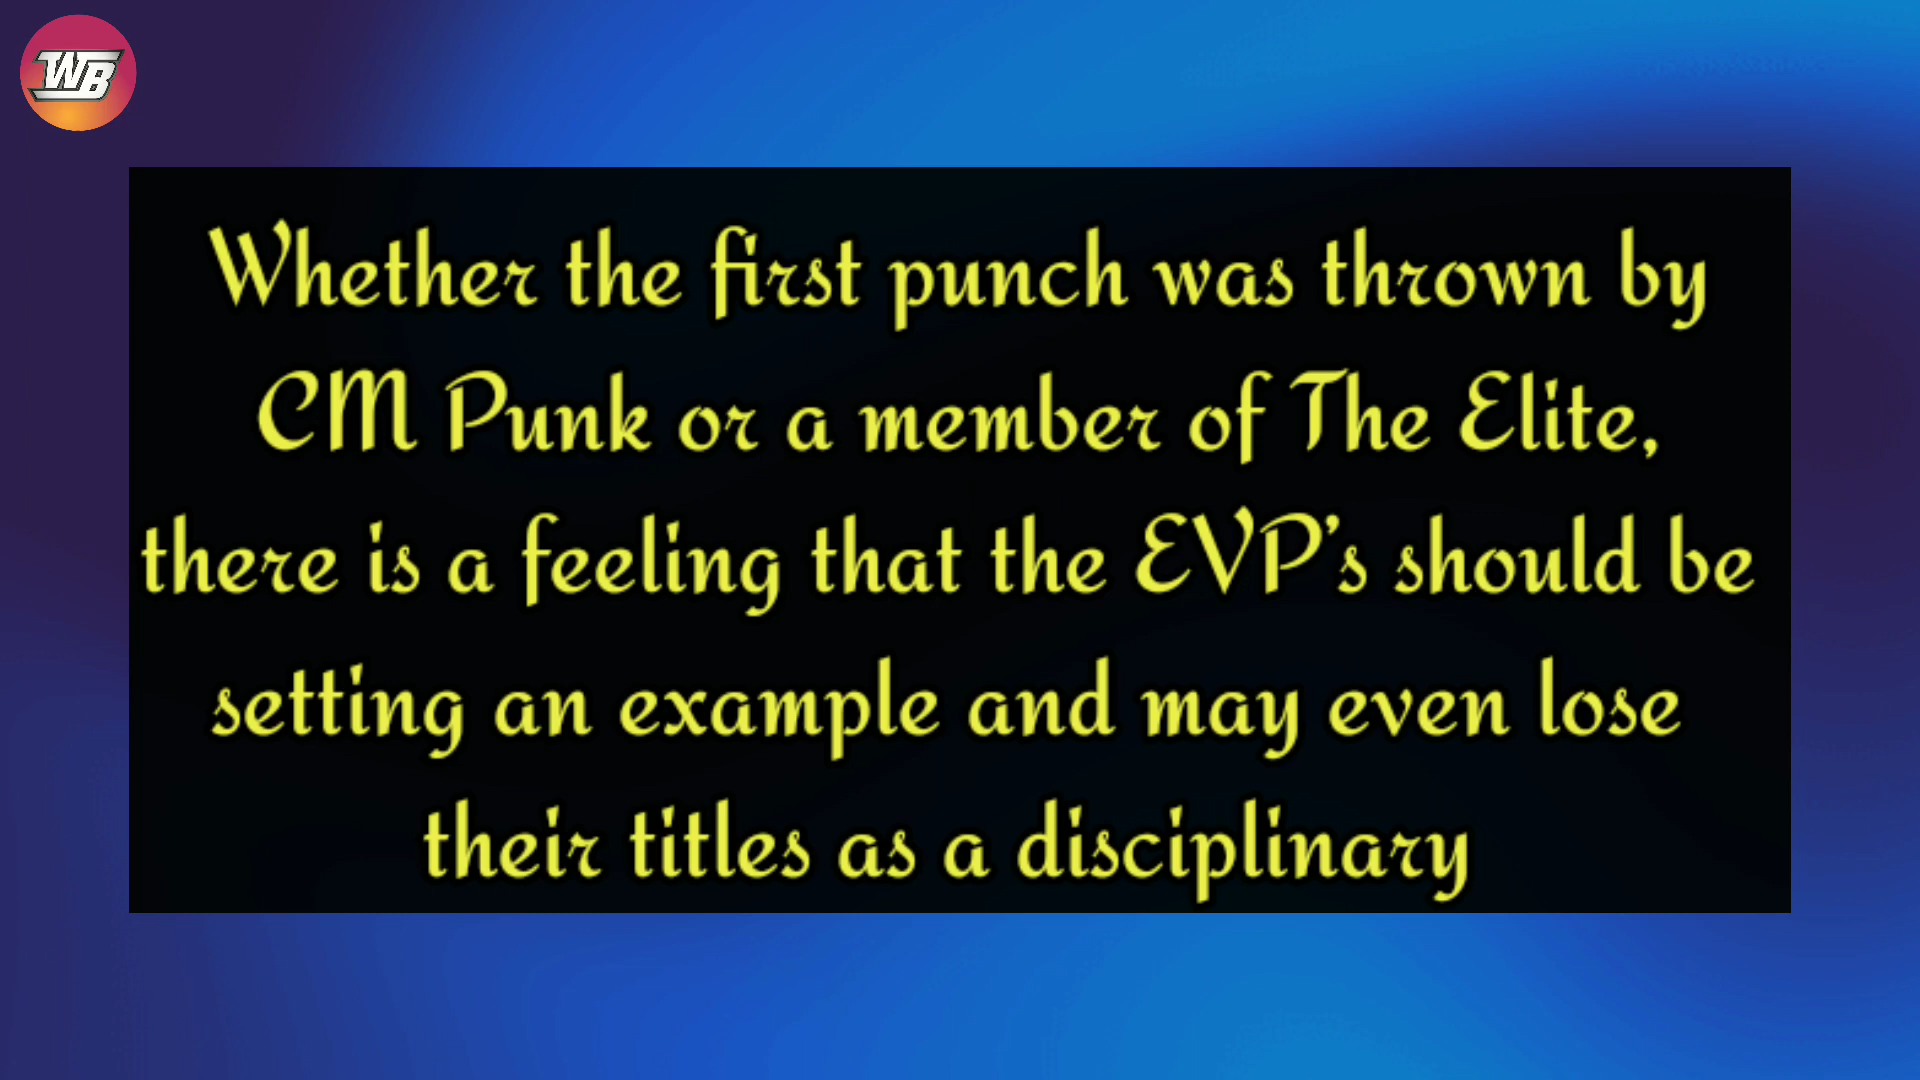 WB
Whether the first punch was thrown by
CM Punk or a member of The Elite,
there is a feeling that the EVP's should be
setting an example and may even lose
their titles as a disciplinary